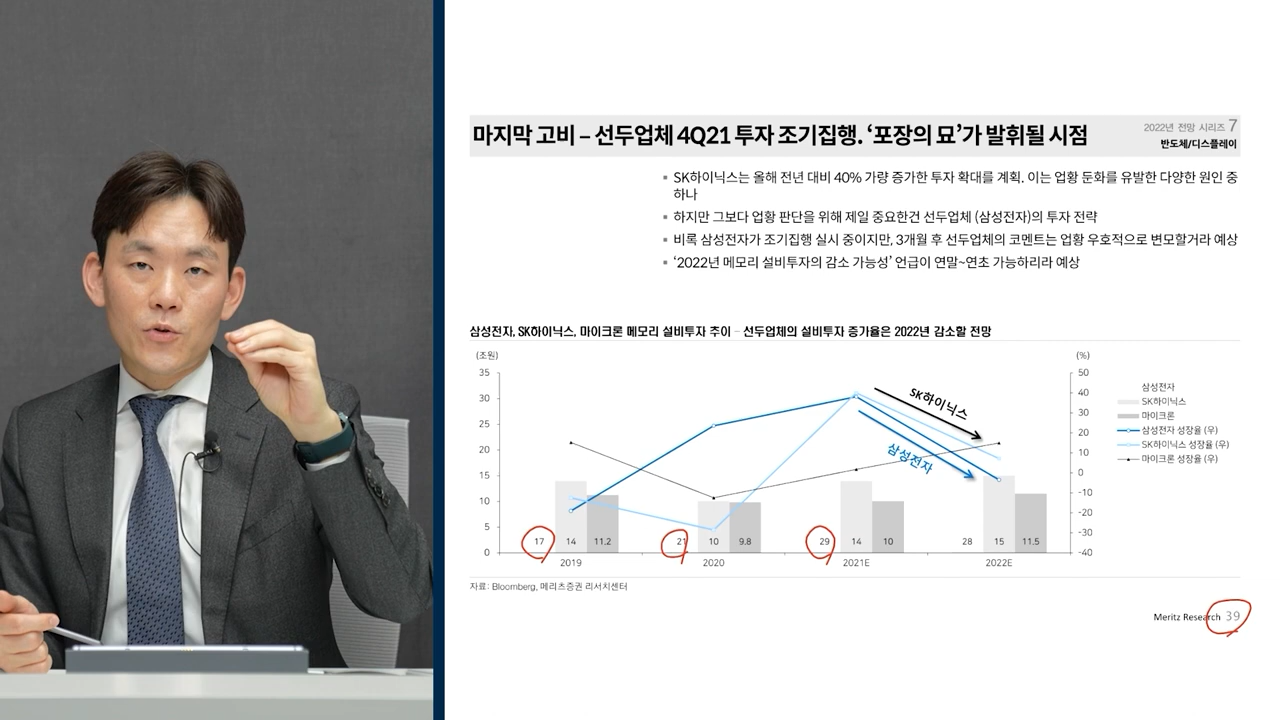 마지막 고비 – 선두업체 4Q21 투자 조기집행. ‘포장의 묘’가 발휘될 시점
2022년 전망 시리즈 7
반도체/디스플레이
▪ SK하이닉스는 올해 전년 대비 40% 가량 증가한 투자 확대를 계획. 이는 업황 둔화를 유발한 다양한 원인 중
하나
▪ 하지만 그보다 업황 판단을 위해 제일 중요한건 선두업체 (삼성전자)의 투자 전략
▪ 비록 삼성전자가 조기집행 실시 중이지만, 3개월 후 선두업체의 코멘트는 업황 우호적으로 변모할거라 예상
▪ ‘2022년 메모리 설비투자의 감소 가능성’ 언급이 연말~연초 가능하리라 예상
삼성전자, SK하이닉스, 마이크론 메모리 설비투자 추이 – 선두업체의 설비투자 증가율은 2022년 감소할 전망
(조원)
(%)
35
30
25
20
15
10
5
0
50
40
30
20
10
0
-10
-20
-30
-40
SK하이닉스
삼성전자
17 14 11.2
21 10 9.8
29 14 10
28 15 11.5
2019 2020 2021E 2022E
삼성전자
SK하이닉스
마이크론
삼성전자 성장율 (우)
SK하이닉스 성장율 (우)
마이크론 성장율 (우)
자료: Bloomberg, 메리츠증권 리서치센터
Meritz Research 39